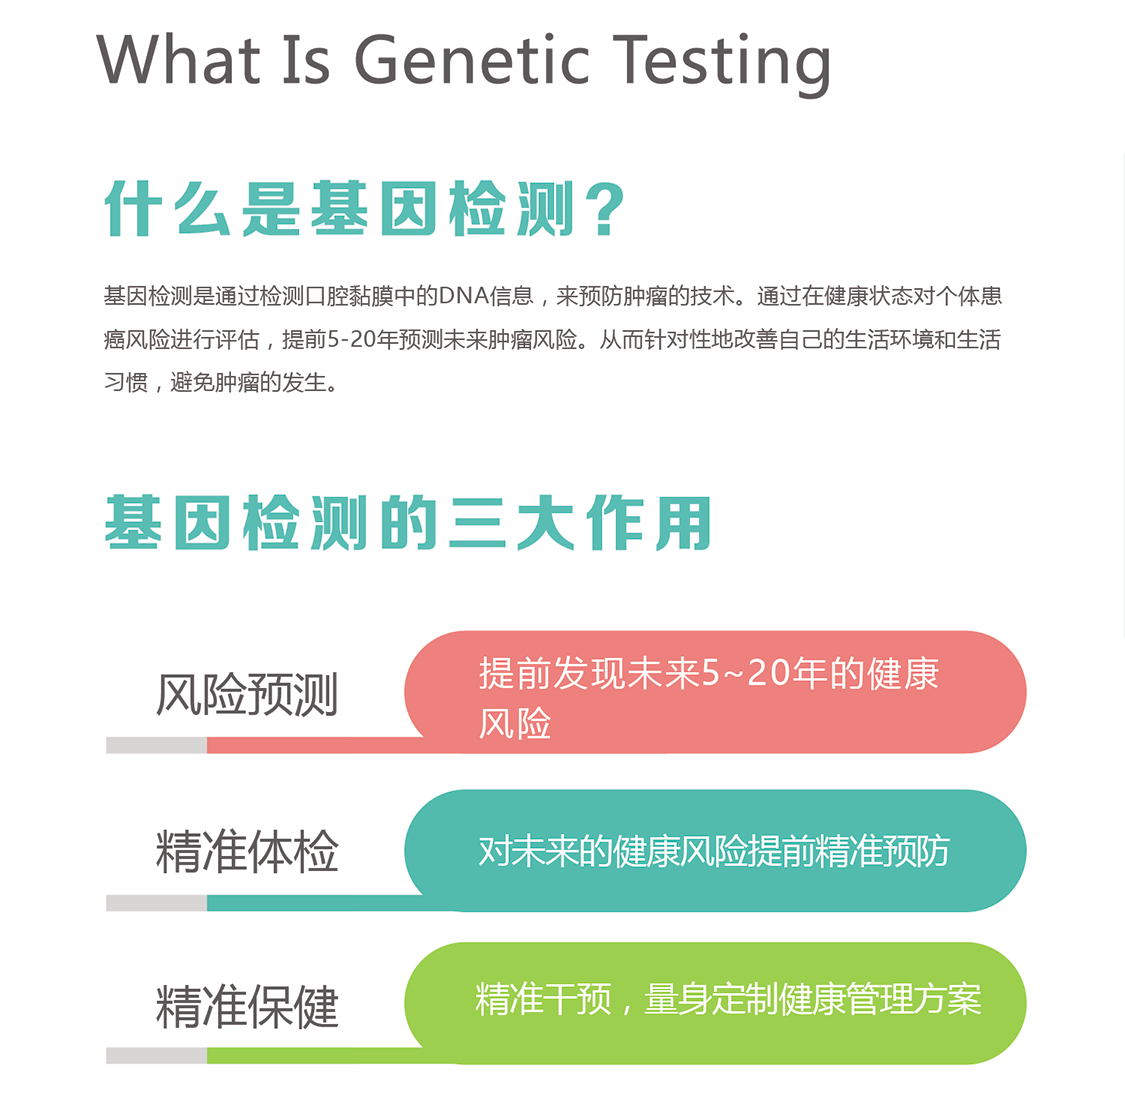 What Is Genetic Testing
什么是基因检测?
基因检测是通过检测口腔黏膜中的DNA信息，来预防肿瘤的技术。通过在健康状态对个体患
癌风险进行评估，提前5-20年预测未来肿瘤风险。从而针对性地改善自己的生活环境和生活
习惯，避免肿瘤的发生。
基因检测的三大作用
风险预测
提前发现未来5~20年的健康
风险
精准体检
对未来的健康风险提前精准预防
精准保健
精准干预，量身定制健康管理方案